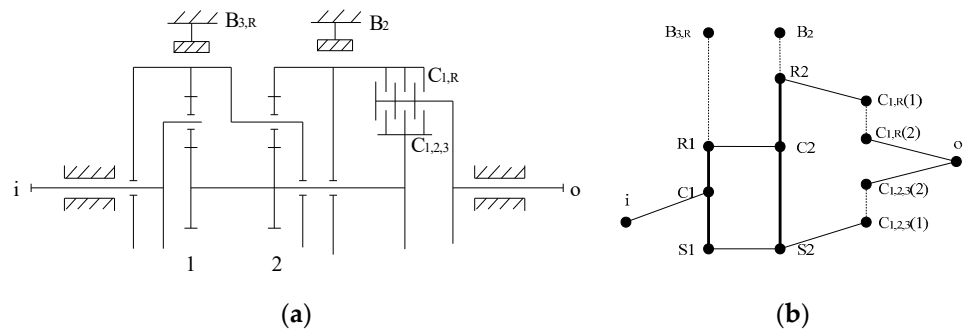 B3,R
B2
C1,R
C1,2,3
i
o
1
2
(a)
B3,R
B2
R2
C1,R(1)
C1,R(2)
R1
C2
o
C1
C1,2,3(2)
i
C1,2,3(1)
S1
S2
(b)